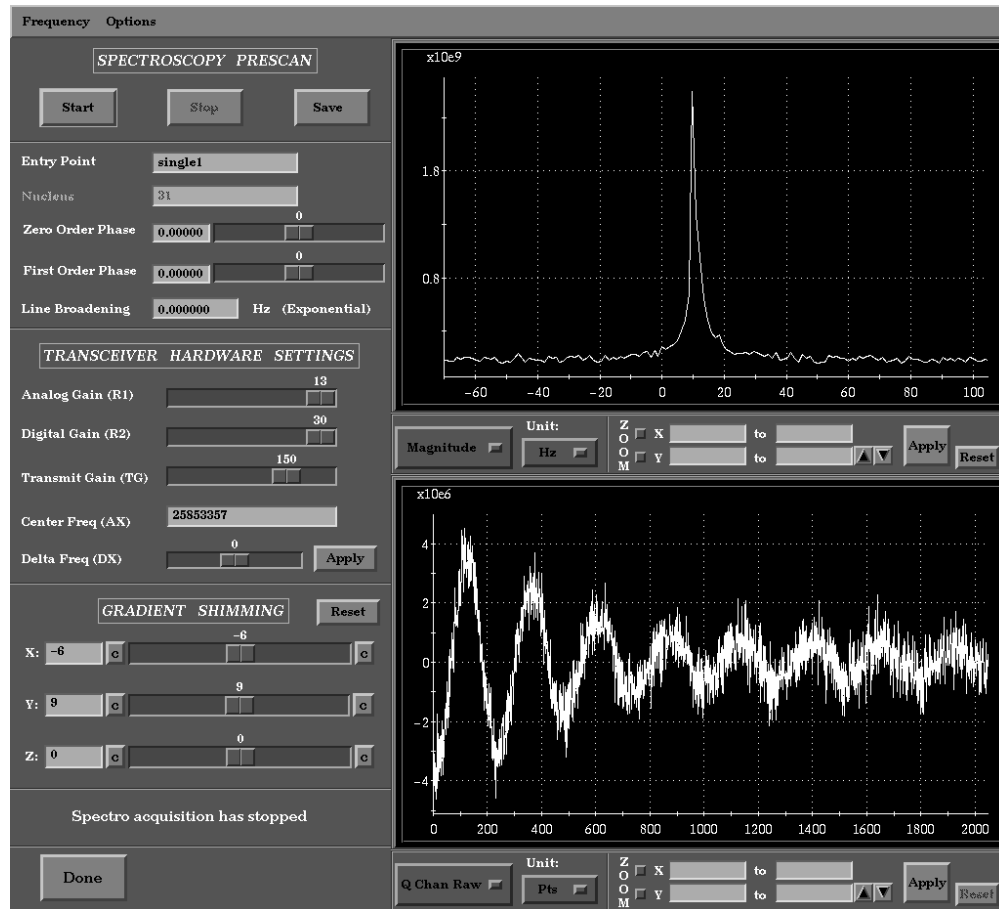 Frequency Options
SPECTROSCOPY PRESCAN
Start Stop Save
Entry Point single1
Nucleus 31
0
Zero Order Phase 0.00000
0
First Order Phase 0.00000
Line Broadening 0.000000 Hz (Exponential)
TRANSCEIVER HARDWARE SETTINGS
13
Analog Gain (R1)
30
Digital Gain (R2)
150
Transmit Gain (TG)
Center Freq (AX) 25853357
0
Delta Freq (DX) Apply
GRADIENT SHIMMING Reset
-6
X: -6 c c
9
Y: 9 c c
0
Z: 0 c c
Spectro acquisition has stopped
Done
x10e9
1.8
0.8
-60 -40 -20 0 20 40 60 80 100
Magnitude Unit: Hz
ZOOM X to
Y to
Apply Reset
x10e6
4
2
0
-2
-4
0 200 400 600 800 1000 1200 1400 1600 1800 2000
Q Chan Raw Unit: Pts
ZOOM X to
Y to
Apply Reset